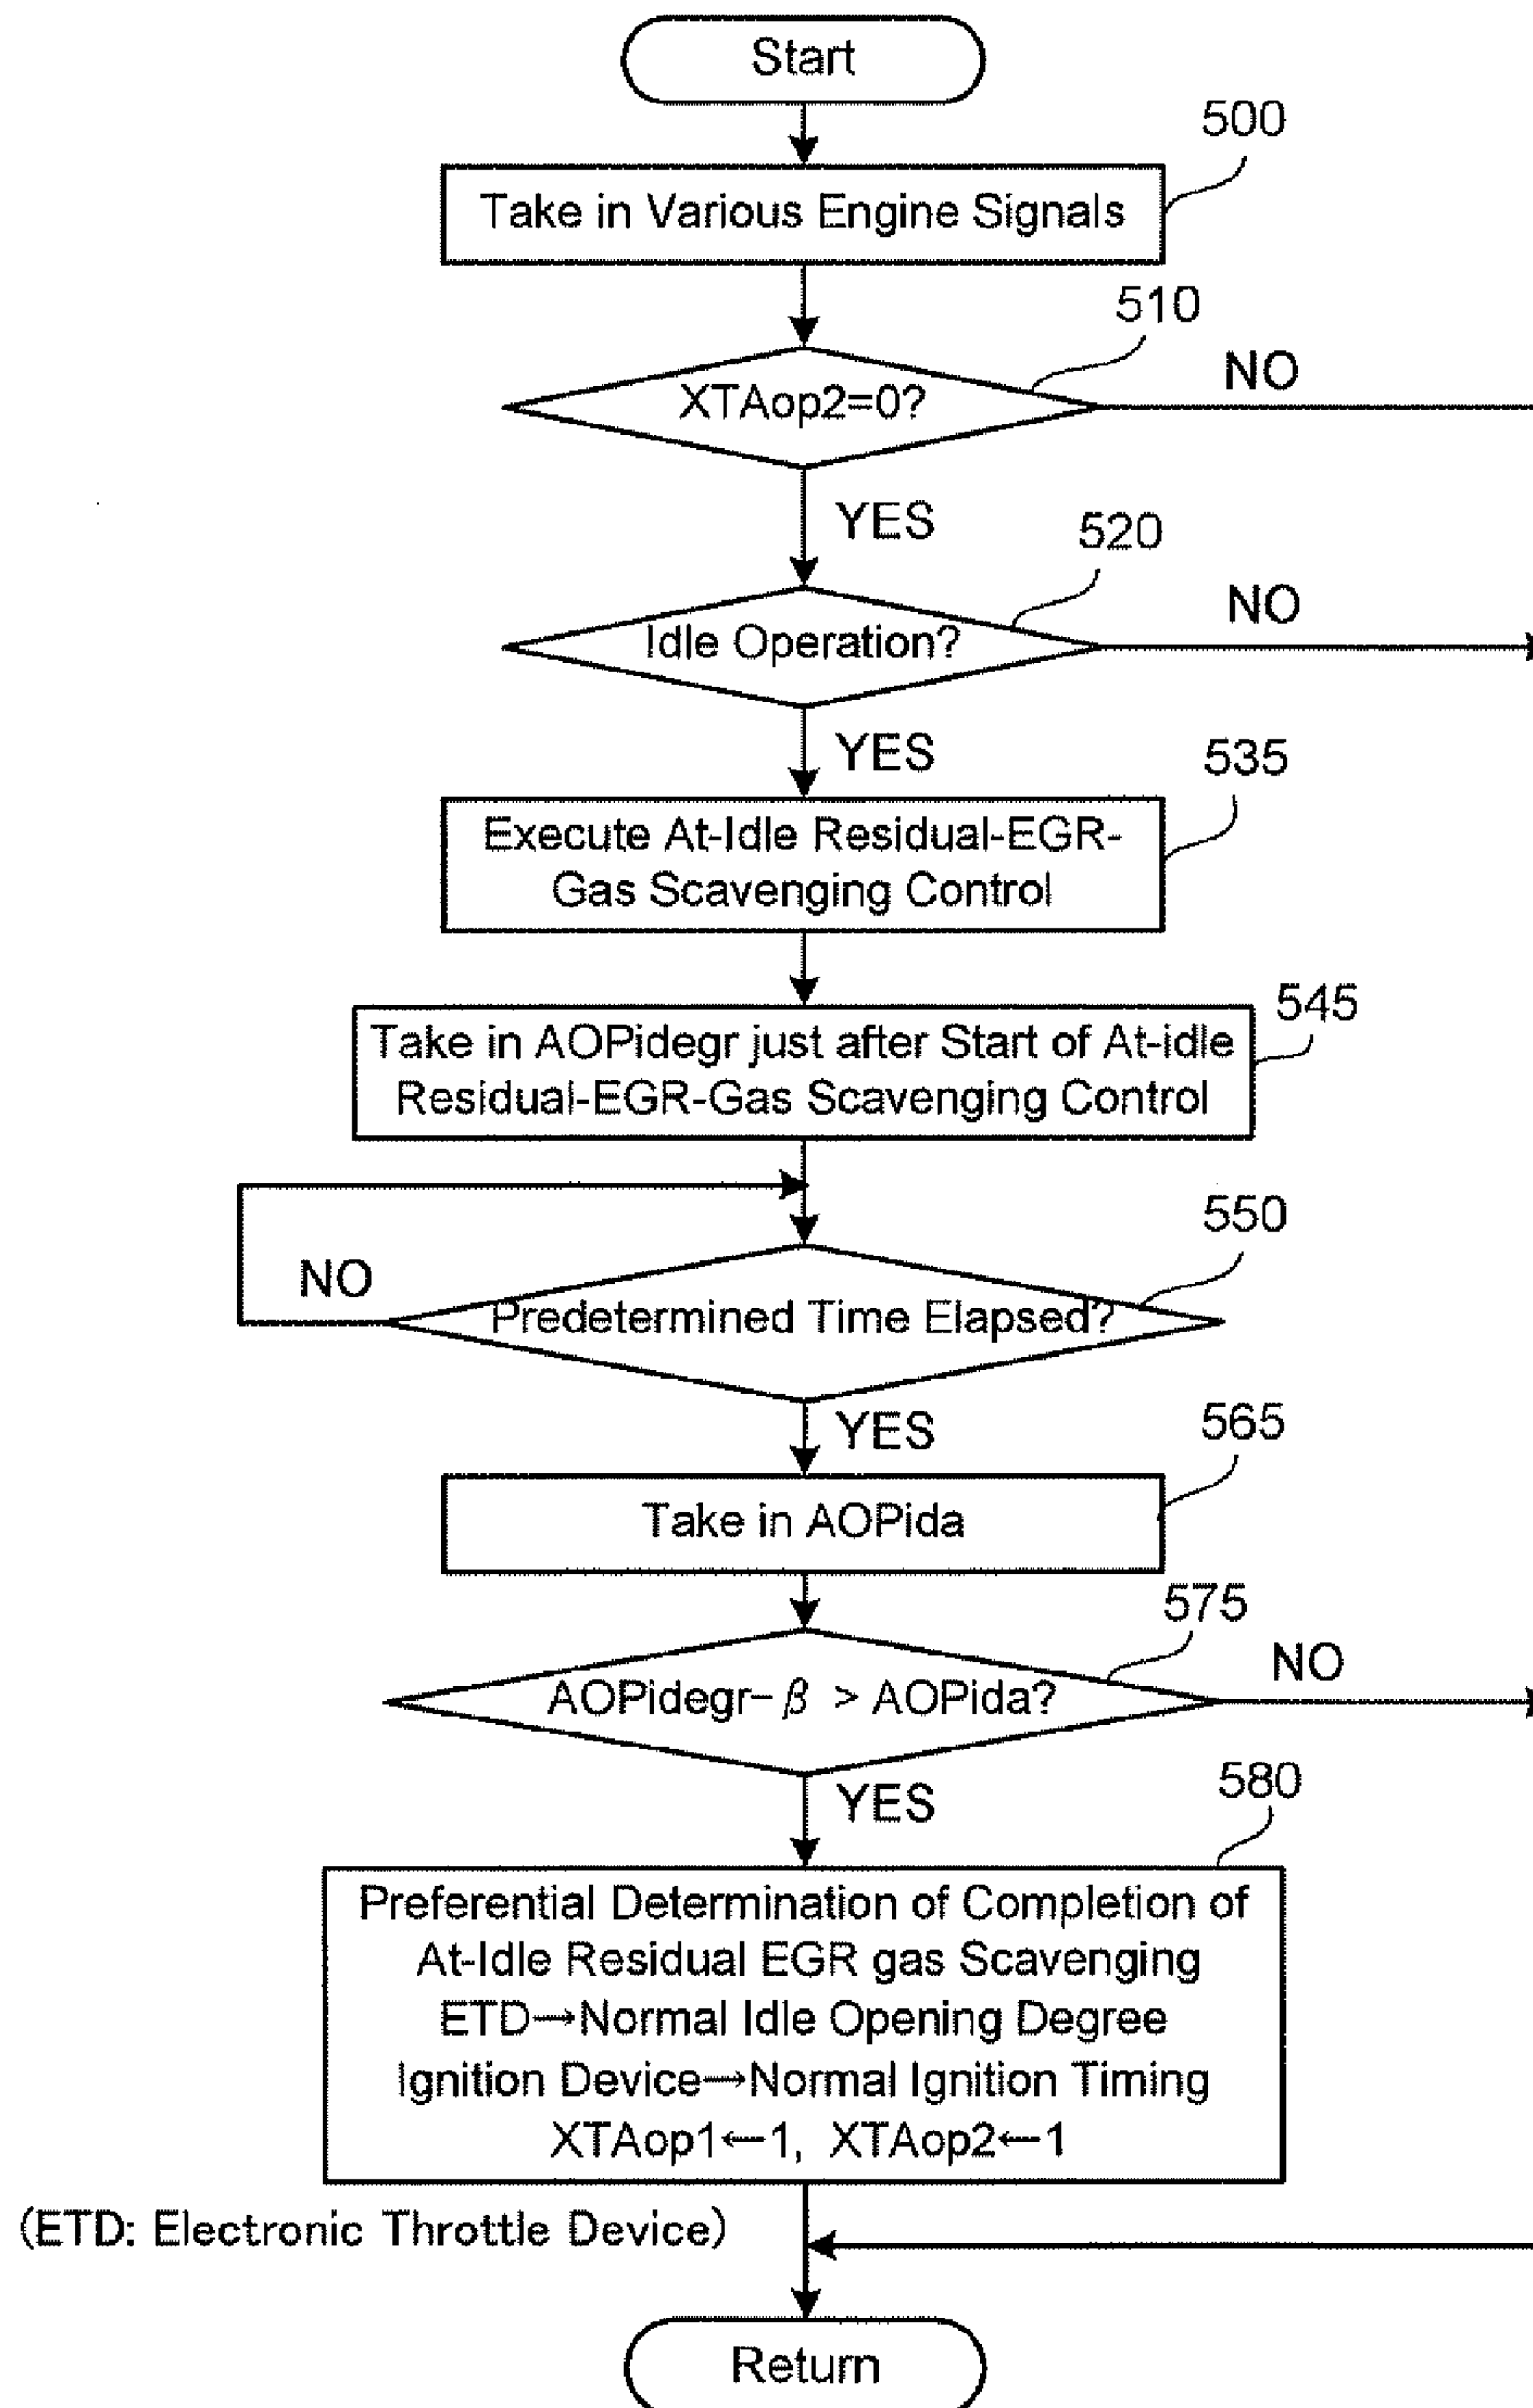 Start
500
Take in Various Engine Signals
510
XTAop2=0?
NO
YES
520
Idle Operation?
NO
YES
535
Execute At-Idle Residual-EGR-
Gas Scavenging Control
545
Take in AOPidegr just after Start of At-idle
Residual-EGR-Gas Scavenging Control
550
NO
Predetermined Time Elapsed?
YES
565
Take in AOPida
575
AOPidegr-β > AOPida?
NO
YES
580
Preferential Determination of Completion of
At-Idle Residual EGR gas Scavenging
ETD→Normal Idle Opening Degree
Ignition Device→Normal Ignition Timing
XTAop1←1, XTAop2←1
(ETD: Electronic Throttle Device)
Return